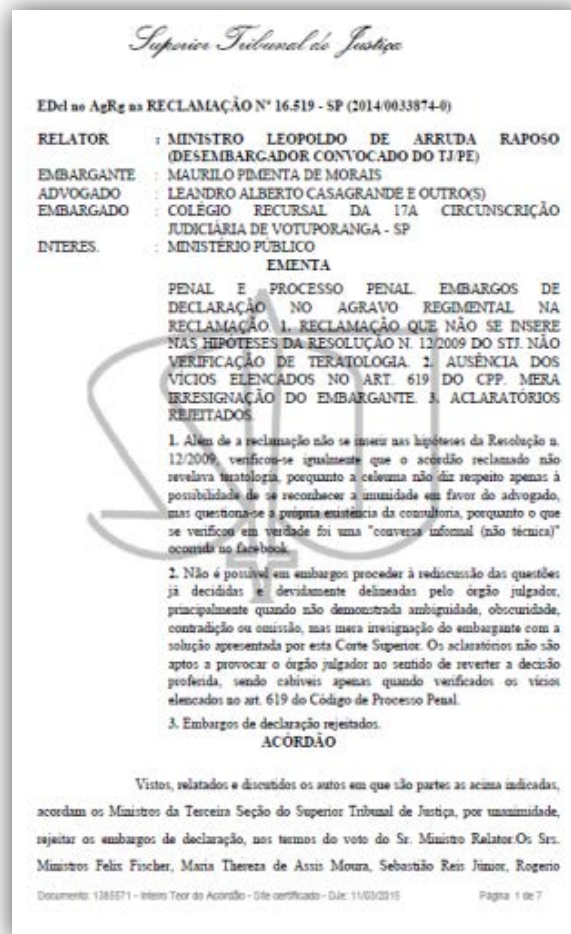 Superior Tribunal de Justiça
EDcl no AgRg na RECLAMAÇÃO Nº 16.519 - SP (2014/0033874-0)
RELATOR : MINISTRO LEOPOLDO DE ARRUDA RAPOSO
(DESEMBARGADOR CONVOCADO DO TJ/PE)
EMBARGANTE : MAURILO PIMENTA DE MORAIS
ADVOGADO : LEANDRO ALBERTO CASAGRANDE E OUTRO(S)
EMBARGADO : COLÉGIO RECURSAL DA 17A CIRCUNSCRIÇÃO
JUDICIÁRIA DE VOTUPORANGA - SP
INTERES. : MINISTÉRIO PÚBLICO
EMENTA
PENAL E PROCESSO PENAL. EMBARGOS DE
DECLARAÇÃO NO AGRAVO REGIMENTAL NA
RECLAMAÇÃO. 1. RECLAMAÇÃO QUE NÃO SE INSERE
NAS HIPÓTESES DA RESOLUÇÃO N. 12/2009 DO STJ. NÃO
VERIFICAÇÃO DE TERATOLOGIA. 2. AUSÊNCIA DOS
VÍCIOS ELENCADOS NO ART. 619 DO CPP. MERA
IRRESIGNAÇÃO DO EMBARGANTE. 3. ACLARATÓRIOS
REJEITADOS.
1. Além de a reclamação não se inserir nas hipóteses da Resolução n.
12/2009, verificou-se igualmente que o acórdão reclamado não
revelava teratologia, porquanto a celeuma não diz respeito apenas à
possibilidade de se reconhecer a imunidade em favor do advogado,
mas questiona-se a própria existência da consultoria, porquanto o que
se verificou em verdade foi uma "conversa informal (não técnica)"
ocorrida no facebook.
2. Não é possível em embargos proceder à rediscussão das questões
já decididas e devidamente delineadas pelo órgão julgador,
principalmente quando não demonstrada ambiguidade, obscuridade,
contradição ou omissão, mas mera irresignação do embargante com a
solução apresentada por esta Corte Superior. Os aclaratórios não são
aptos a provocar o órgão julgador no sentido de reverter a decisão
proferida, sendo cabíveis apenas quando verificados os vícios
elencados no art. 619 do Código de Processo Penal.
3. Embargos de declaração rejeitados.
ACÓRDÃO
Vistos, relatados e discutidos os autos em que são partes as acima indicadas,
acordam os Ministros da Terceira Seção do Superior Tribunal de Justiça, por unanimidade,
rejeitar os embargos de declaração, nos termos do voto do Sr. Ministro Relator.Os Srs.
Ministros Felix Fischer, Maria Thereza de Assis Moura, Sebastião Reis Júnior, Rogerio
Documento: 1385571 - Inteiro Teor do Acórdão - Site certificado - DJe: 11/03/2015 Página 1 de 7